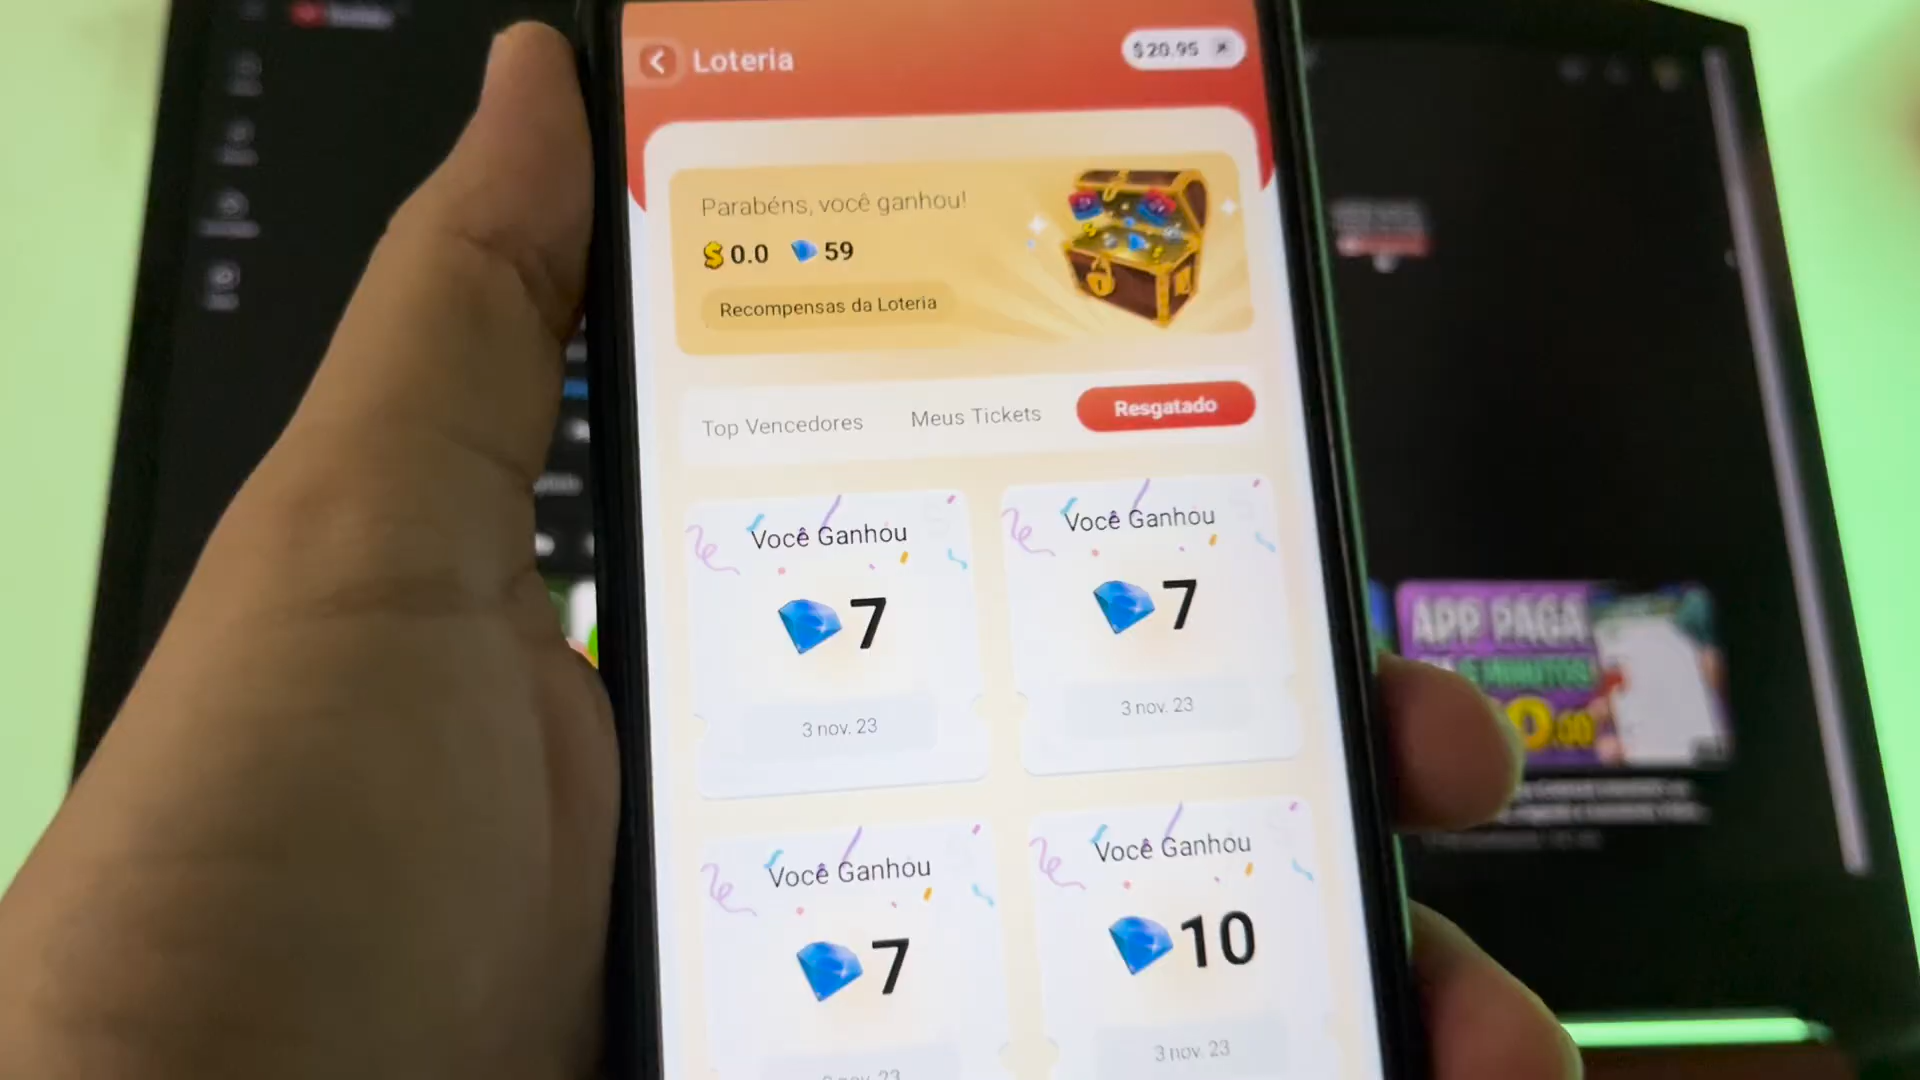 Loteria
$20.95
Parabéns, você ganhou!
0.0 59
Recompensas da Loteria
Top Vencedores
Meus Tickets
Resgatado
Você Ganhou
7
3 nov. 23
Você Ganhou
7
3 nov. 23
Você Ganhou
7
Você Ganhou
10
3 nov. 23
APP PAGA
MINUTOS!